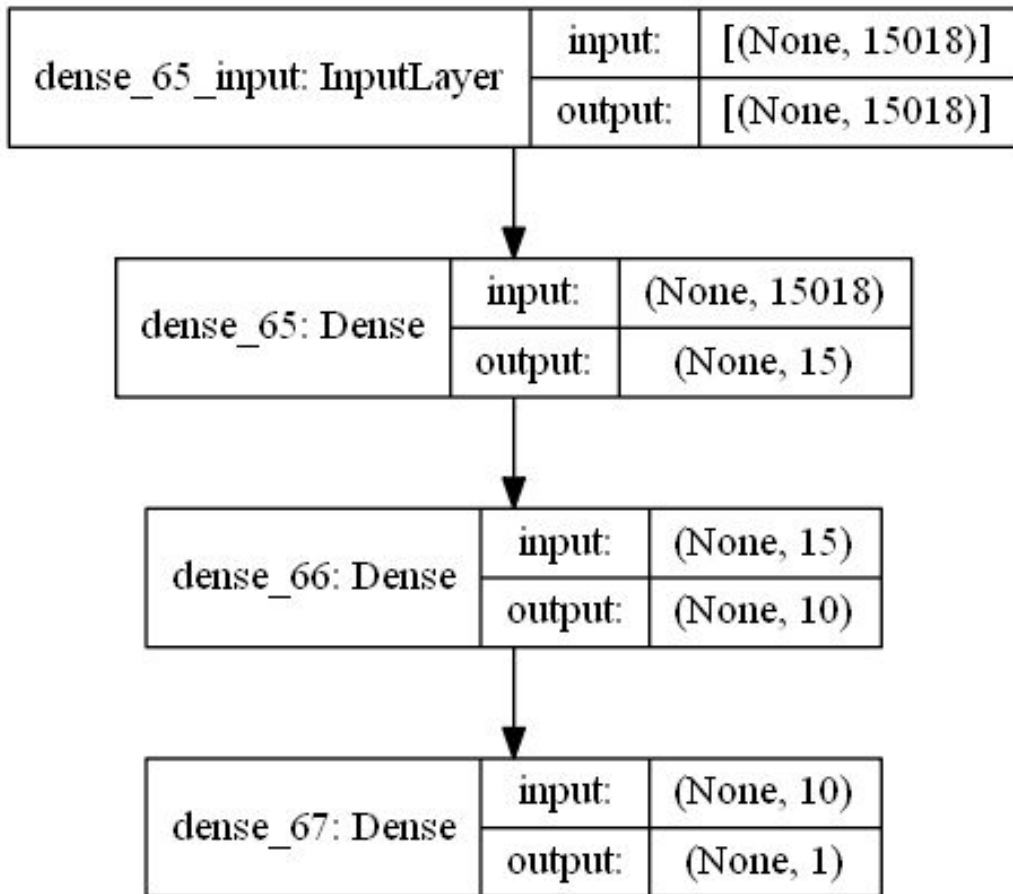 dense_65_input: InputLayer
input: [(None, 15018)]
output: [(None, 15018)]
dense_65: Dense
input: (None, 15018)
output: (None, 15)
dense_66: Dense
input: (None, 15)
output: (None, 10)
dense_67: Dense
input: (None, 10)
output: (None, 1)